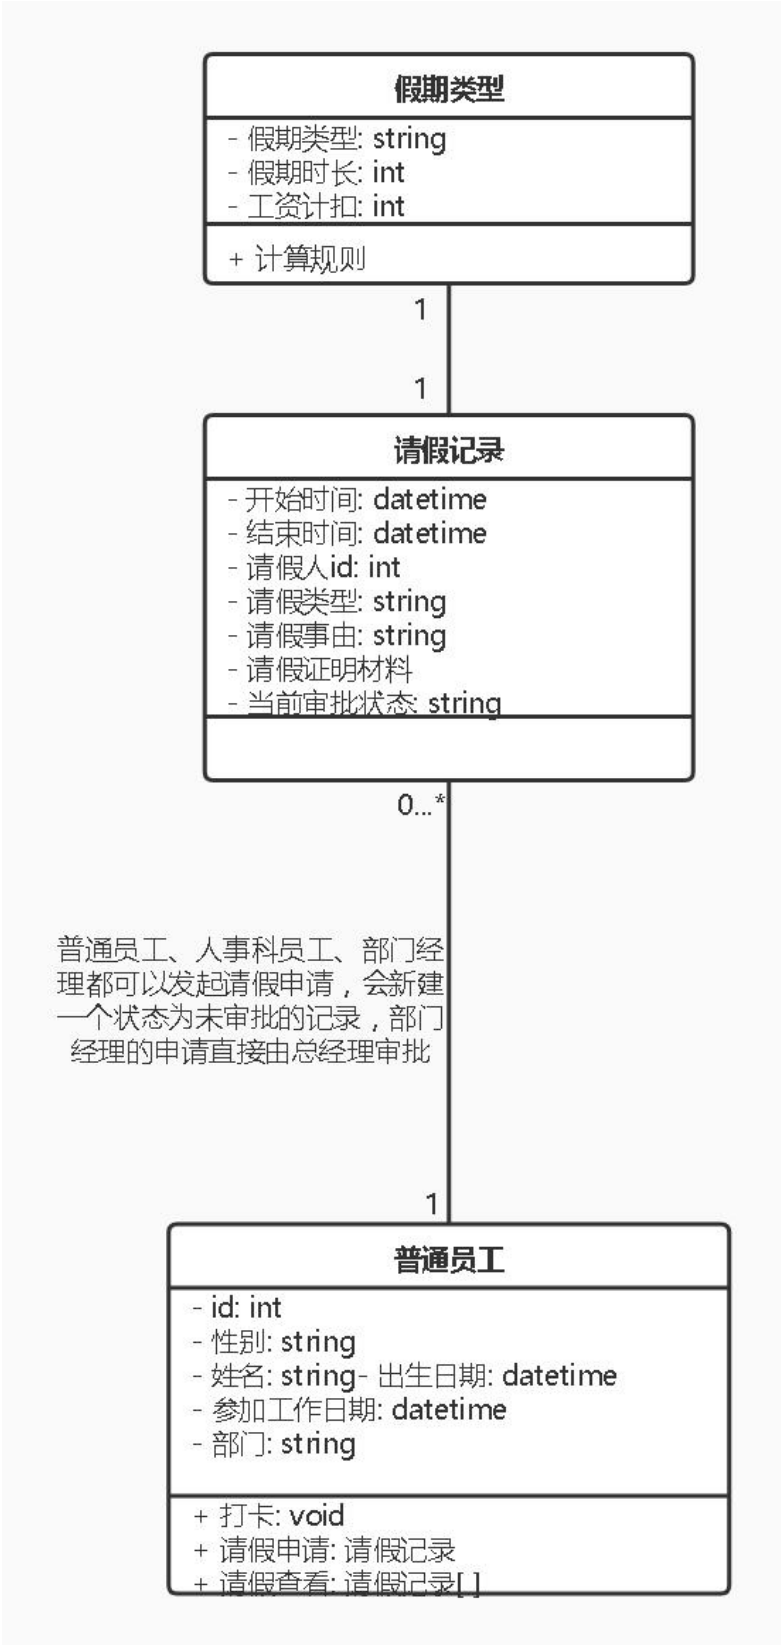 假期类型
- 假期类型: string
- 假期时长: int
- 工资计扣: int
+ 计算规则
1
1
请假记录
- 开始时间: datetime
- 结束时间: datetime
- 请假人id: int
- 请假类型: string
- 请假事由: string
- 请假证明材料
- 当前审批状态: string
0...*
普通员工、人事科员工、部门经
理都可以发起请假申请，会新建
一个状态为未审批的记录，部门
经理的申请直接由总经理审批
1
普通员工
- id: int
- 性别: string
- 姓名: string- 出生日期: datetime
- 参加工作日期: datetime
- 部门: string
+ 打卡: void
+ 请假申请: 请假记录
+ 请假查看: 请假记录[ ]